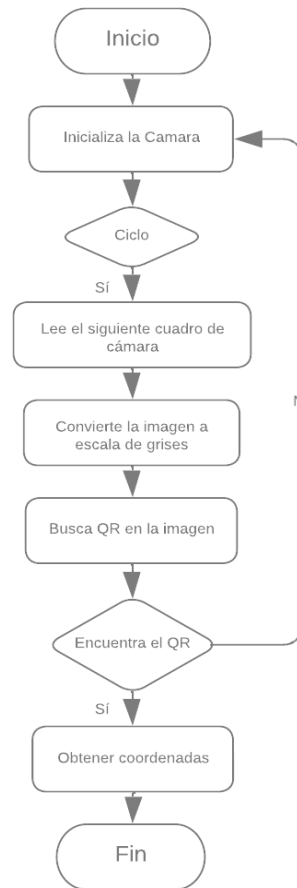 Inicio
Inicializa la Camara
Ciclo
Sí
Lee el siguiente cuadro de
cámara
Convierte la imagen a
escala de grises
Busca QR en la imagen
Encuentra el QR
Sí
Obtener coordenadas
Fin